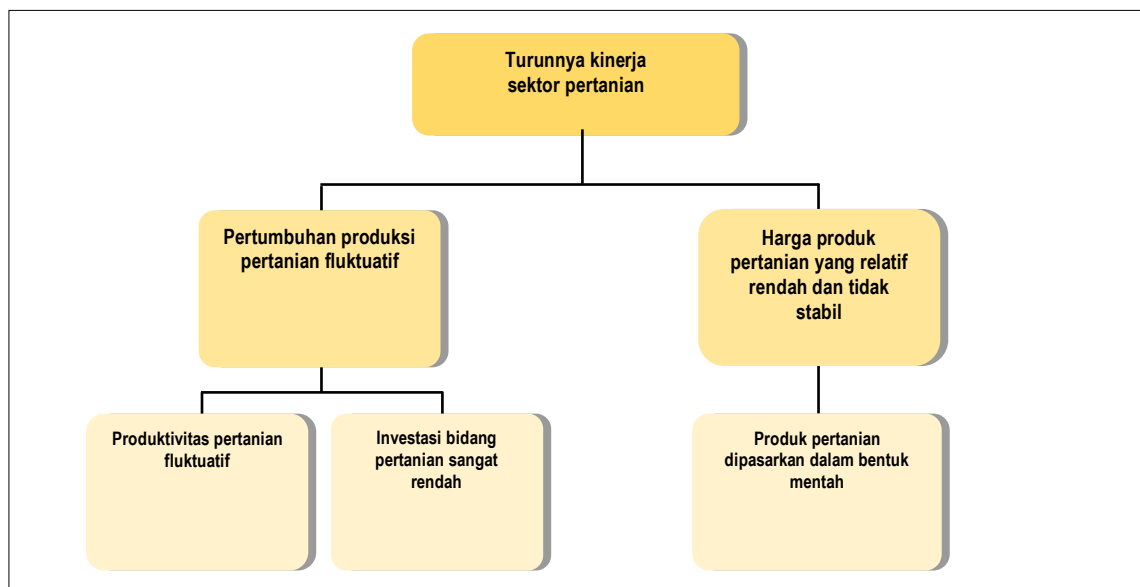 Turunnya kinerja
sektor pertanian
Pertumbuhan produksi
pertanian fluktuatif
Harga produk
pertanian yang relatif
rendah dan tidak
stabil
Produktivitas pertanian
fluktuatif
Investasi bidang
pertanian sangat
rendah
Produk pertanian
dipasarkan dalam bentuk
mentah